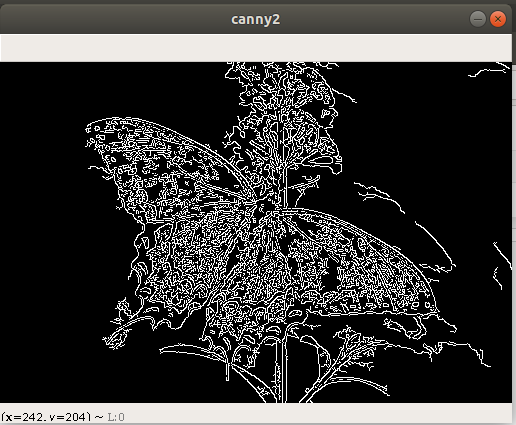 canny2
(x=242, y=204) ~ L:0